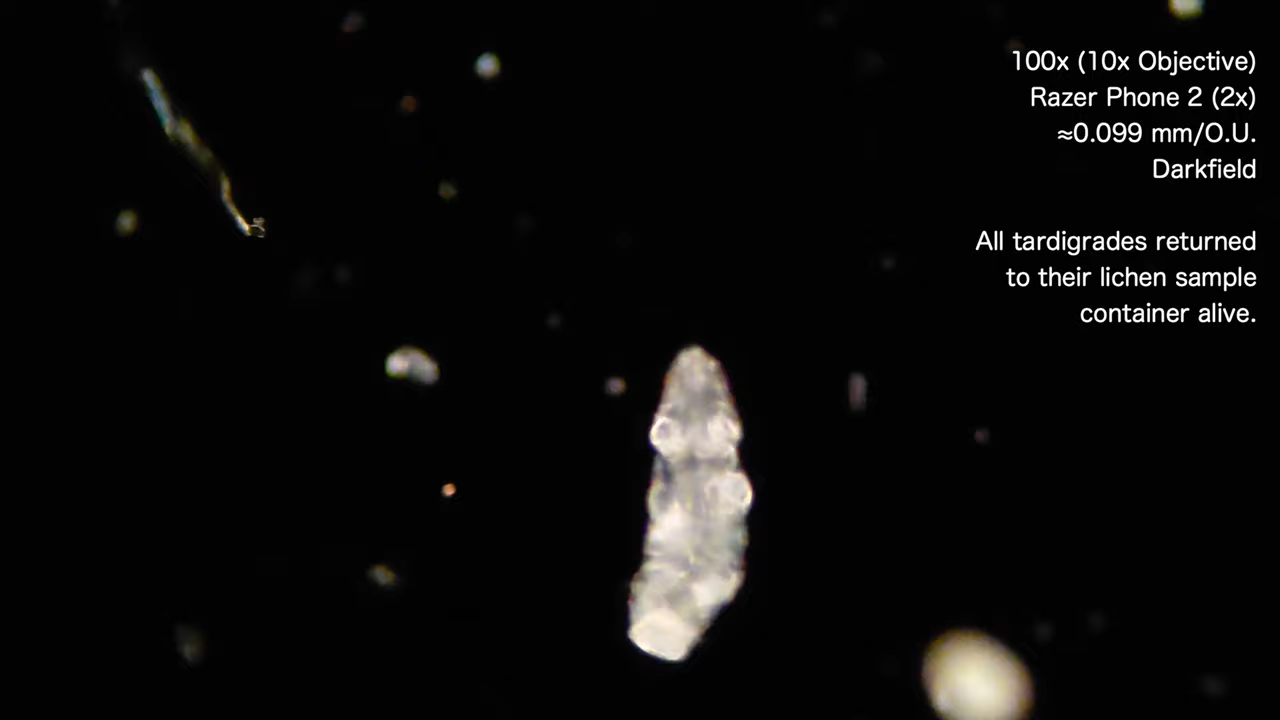 100x (10x Objective)
Razer Phone 2 (2x)
≈0.099 mm/O.U.
Darkfield
All tardigrades returned
to their lichen sample
container alive.